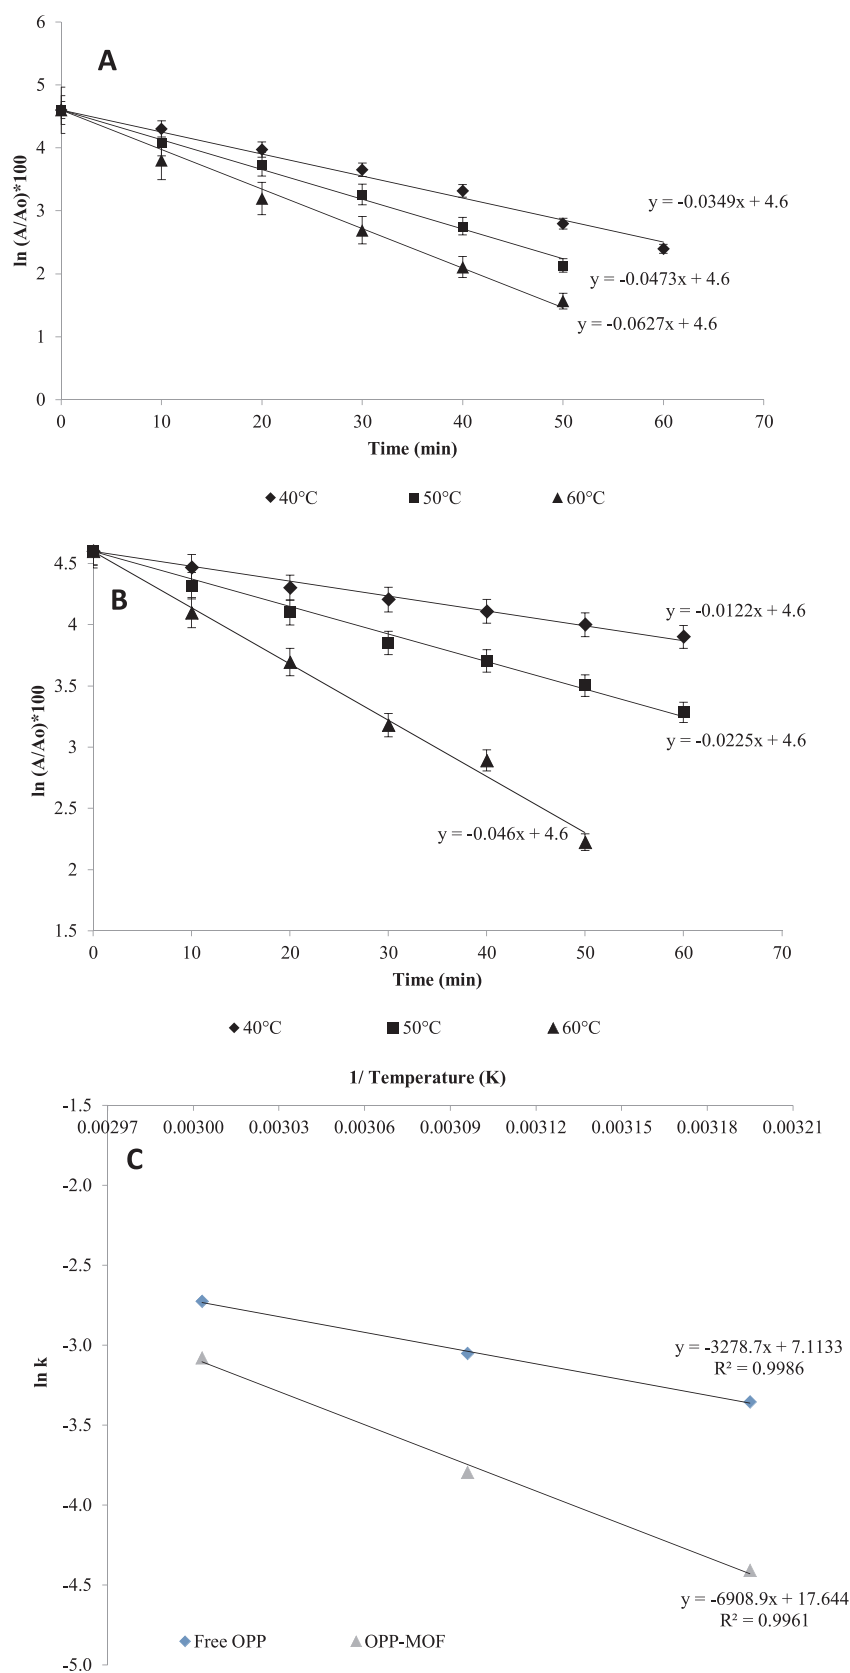 6
A
5
4
3
2
1
0
ln (A/Ao)*100
y = -0.0349x + 4.6
y = -0.0473x + 4.6
y = -0.0627x + 4.6
0 10 20 30 40 50 60 70
Time (min)
40°C 50°C 60°C
4.5
B
4
3.5
3
2.5
2
1.5
ln (A/Ao)*100
y = -0.0122x + 4.6
y = -0.0225x + 4.6
y = -0.046x + 4.6
0 10 20 30 40 50 60 70
Time (min)
40°C 50°C 60°C
1/ Temperature (K)
-1.5
0.00297 0.00300 0.00303 0.00306 0.00309 0.00312 0.00315 0.00318 0.00321
C
-2.0
-2.5
-3.0
-3.5
-4.0
-4.5
-5.0
ln k
y = -3278.7x + 7.1133
R² = 0.9986
y = -6908.9x + 17.644
R² = 0.9961
Free OPP OPP-MOF